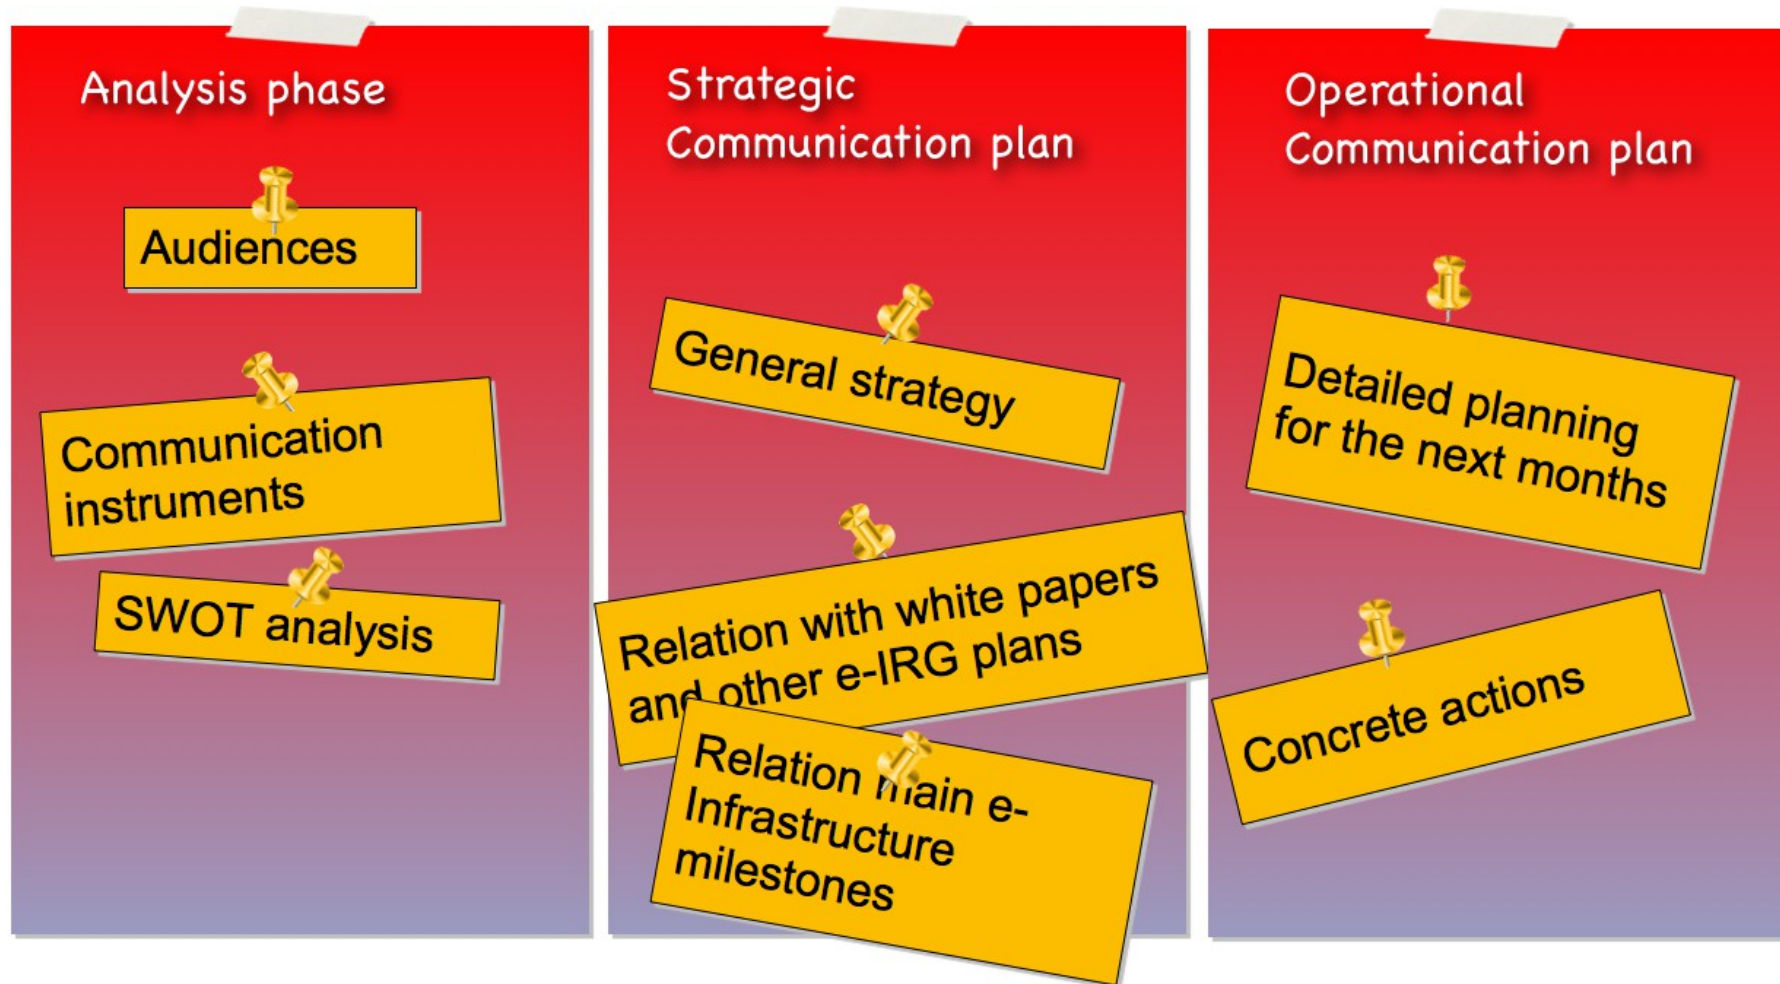 Analysis phase
Audiences
Communication
instruments
SWOT analysis
Strategic
Communication plan
General strategy
Relation with white papers
and other e-IRG plans
Relation main e-
Infrastructure
milestones
Operational
Communication plan
Detailed planning
for the next months
Concrete actions